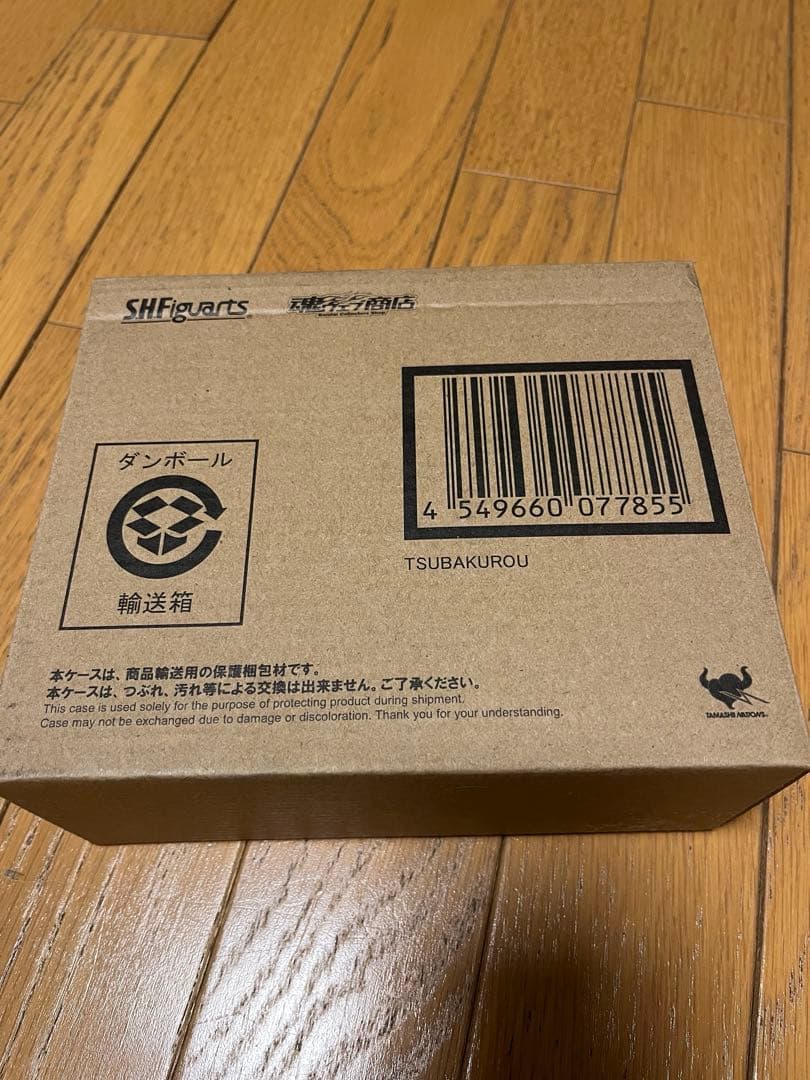 S.H.Figuarts
魂ウェブ商店
Bandai Collectors Shop
4 549660 077855
TSUBAKUROU
ダンボール
輸送箱
本ケースは、商品輸送用の保護梱包材です。
本ケースは、つぶれ、汚れ等による交換は出来ません。ご了承ください。
This case is used solely for the purpose of protecting product during shipment.
Case may not be exchanged due to damage or discoloration. Thank you for your understanding.
TAMASHII NATIONS